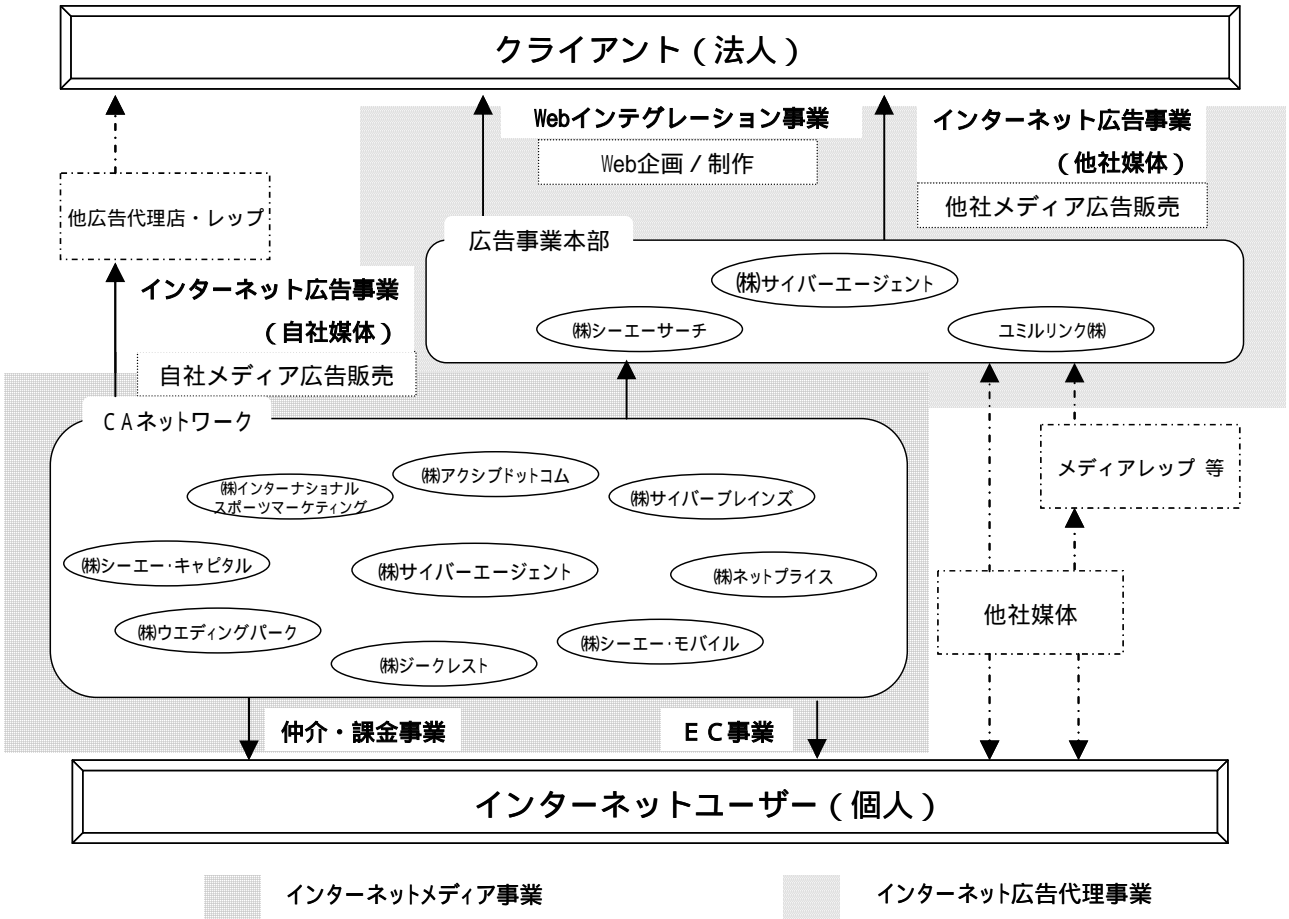 クライアント（法人）
Webインテグレーション事業
Web企画／制作
インターネット広告事業
（他社媒体）
他社メディア広告販売
他広告代理店・レップ
広告事業本部
㈱サイバーエージェント
㈱シーエーサーチ
ユミルリンク㈱
インターネット広告事業
（自社媒体）
自社メディア広告販売
ＣＡネットワーク
㈱アクシブドットコム
㈱インターナショナル
スポーツマーケティング
㈱サイバーブレインズ
㈱シーエー・キャピタル
㈱サイバーエージェント
㈱ネットプライス
㈱ウエディングパーク
㈱シーエー・モバイル
㈱ジークレスト
メディアレップ 等
他社媒体
仲介・課金事業
ＥＣ事業
インターネットユーザー（個人）
インターネットメディア事業
インターネット広告代理事業